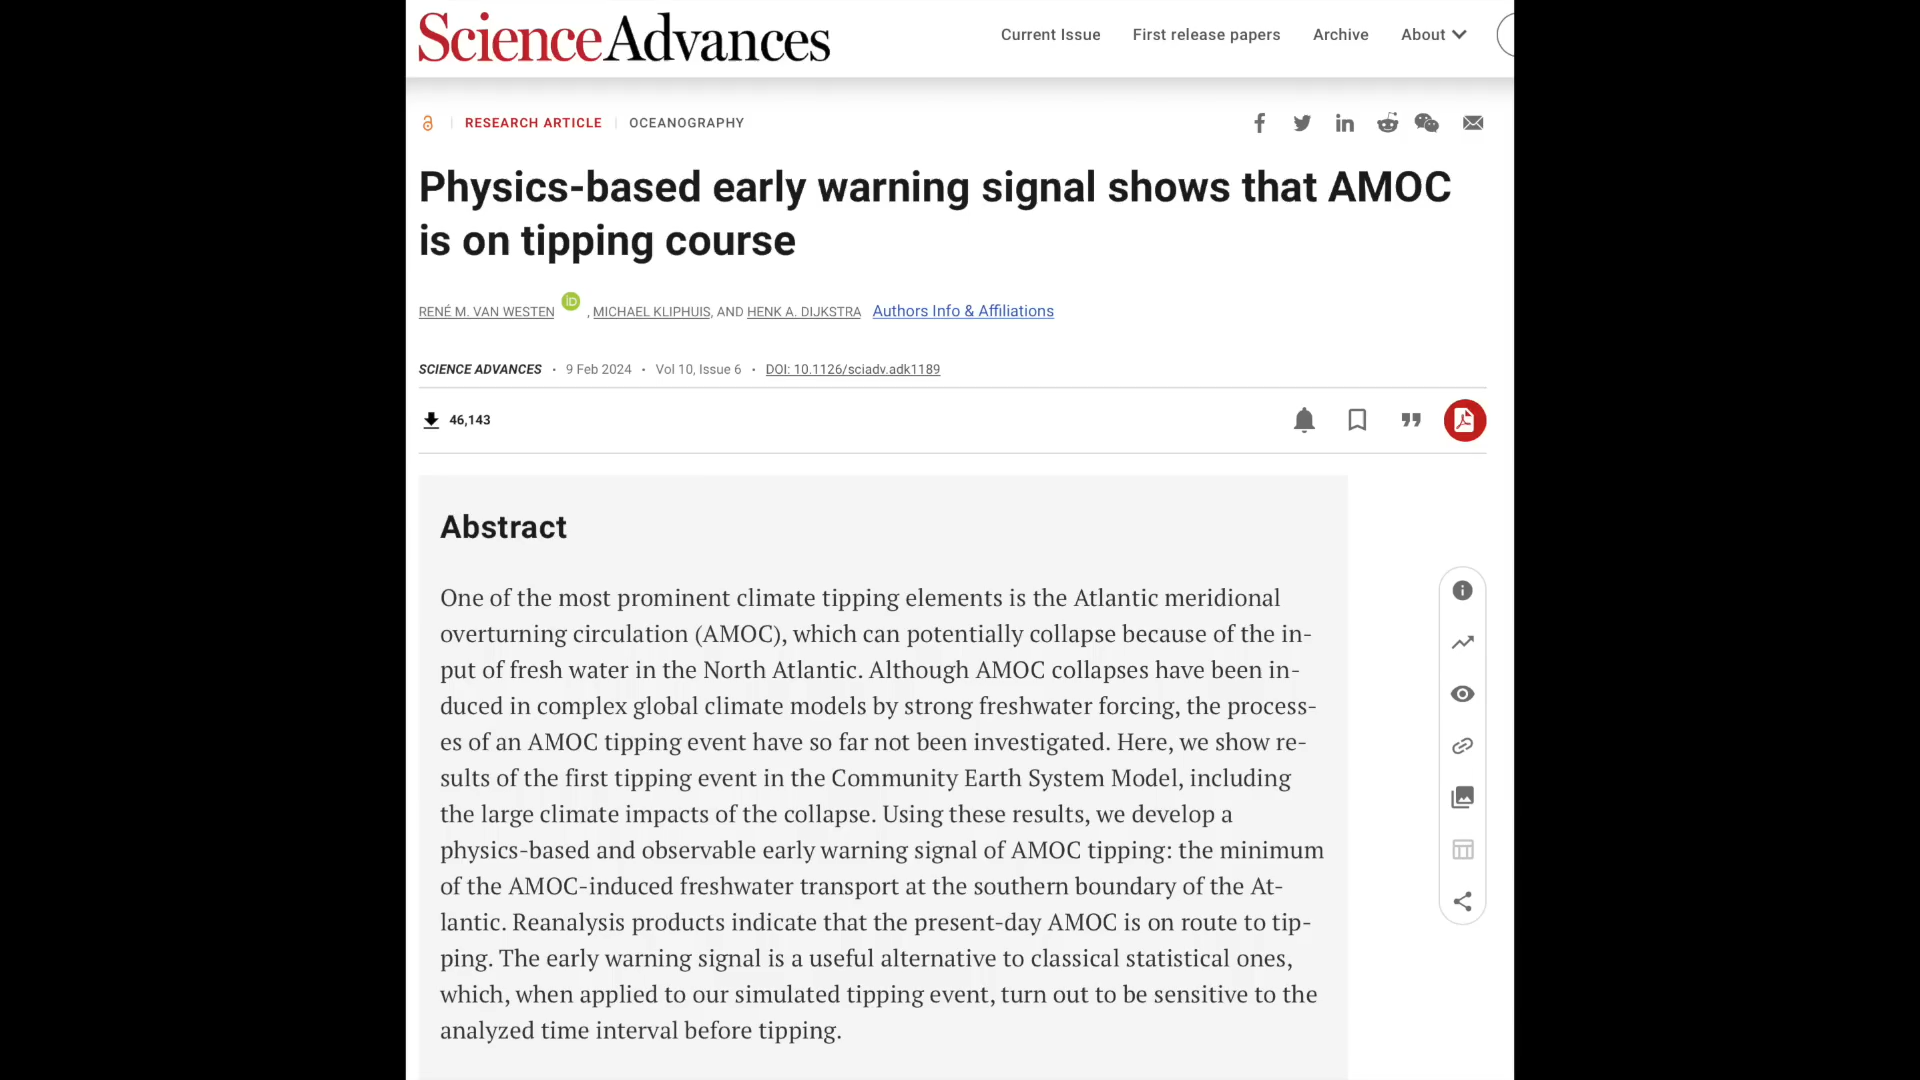 ScienceAdvances
Current Issue First release papers Archive About
RESEARCH ARTICLE | OCEANOGRAPHY
Physics-based early warning signal shows that AMOC
is on tipping course
RENÉ M. VAN WESTEN iD , MICHAEL KLIPHUIS, AND HENK A. DIJKSTRA Authors Info & Affiliations
SCIENCE ADVANCES · 9 Feb 2024 · Vol 10, Issue 6 · DOI: 10.1126/sciadv.adk1189
46,143
Abstract
One of the most prominent climate tipping elements is the Atlantic meridional
overturning circulation (AMOC), which can potentially collapse because of the in-
put of fresh water in the North Atlantic. Although AMOC collapses have been in-
duced in complex global climate models by strong freshwater forcing, the process-
es of an AMOC tipping event have so far not been investigated. Here, we show re-
sults of the first tipping event in the Community Earth System Model, including
the large climate impacts of the collapse. Using these results, we develop a
physics-based and observable early warning signal of AMOC tipping: the minimum
of the AMOC-induced freshwater transport at the southern boundary of the At-
lantic. Reanalysis products indicate that the present-day AMOC is on route to tip-
ping. The early warning signal is a useful alternative to classical statistical ones,
which, when applied to our simulated tipping event, turn out to be sensitive to the
analyzed time interval before tipping.